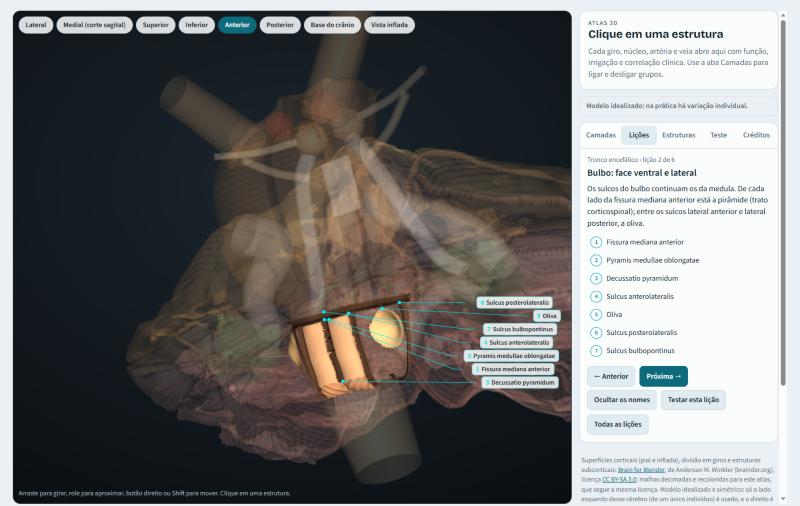 Lateral
Medial (corte sagital)
Superior
Inferior
Anterior
Posterior
Base do crânio
Vista inflada
6 Sulcus posterolateralis
5 Oliva
7 Sulcus bulbopontinus
4 Sulcus anterolateralis
2 Pyramis medullae oblongatae
1 Fissura mediana anterior
3 Decussatio pyramidum
Arraste para girar, role para aproximar, botão direito ou Shift para mover. Clique em uma estrutura.
ATLAS 3D
Clique em uma estrutura
Cada giro, núcleo, artéria e veia abre aqui com função,
irrigação e correlação clínica. Use a aba Camadas para
ligar e desligar grupos.
Modelo idealizado: na prática há variação individual.
Camadas
Lições
Estruturas
Teste
Créditos
Tronco encefálico • lição 2 de 6
Bulbo: face ventral e lateral
Os sulcos do bulbo continuam os da medula. De cada
lado da fissura mediana anterior está a pirâmide (trato
corticospinal); entre os sulcos lateral anterior e lateral
posterior, a oliva.
1 Fissura mediana anterior
2 Pyramis medullae oblongatae
3 Decussatio pyramidum
4 Sulcus anterolateralis
5 Oliva
6 Sulcus posterolateralis
7 Sulcus bulbopontinus
← Anterior
Próxima →
Ocultar os nomes
Testar esta lição
Todas as lições
Superfícies corticais (pial e inflada), divisão em giros e estruturas
subcorticais: Brain for Blender, de Anderson M. Winkler (brainder.org),
licença CC BY-SA 3.0; malhas decimadas e recoloridas para este atlas,
que segue a mesma licença. Modelo idealizado e simétrico: só o lado
esquerdo desse cérebro (de um único indivíduo) é usado, e o direito é